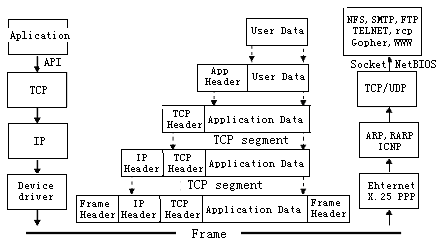 Aplication
API
TCP
IP
Device
driver
User Data
App
Header
User Data
TCP
Header
Application Data
TCP segment
IP
Header
TCP
Header
Application Data
TCP segment
Frame
Header
IP
Header
TCP
Header
Application Data
Frame
Header
Frame
NFS, SMTP, FTP
TELNET, rcp
Gopher, WWW
Socket NetBIOS
TCP/UDP
ARP, RARP
ICNP
Ehternet
X.25 PPP